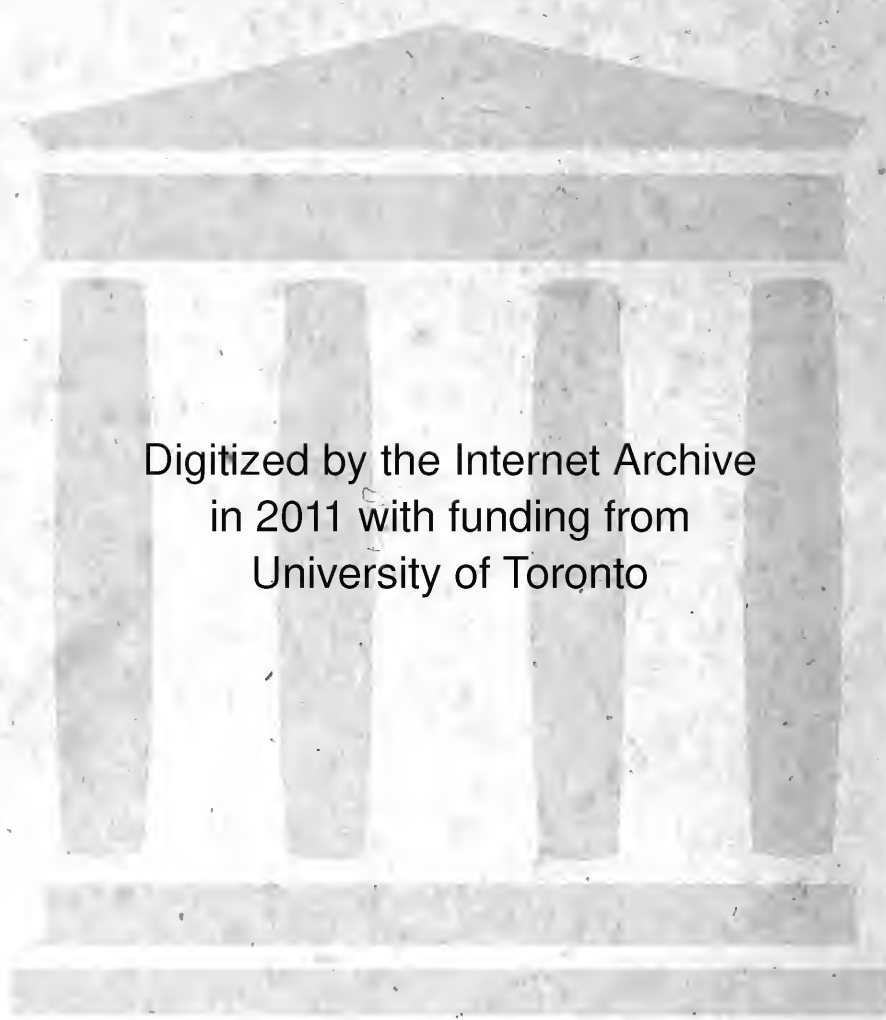 Digitized by the Internet Archive
in 2011 with funding from
University of Toronto